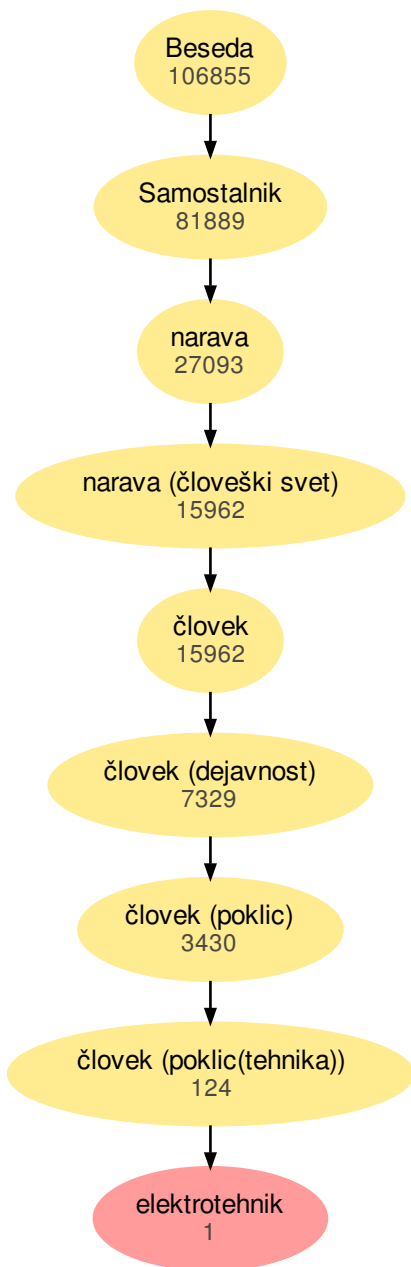 Beseda
106855
Samostalnik
81889
narava
27093
narava (človeški svet)
15962
človek
15962
človek (dejavnost)
7329
človek (poklic)
3430
človek (poklic(tehnika))
124
elektrotehnik
1